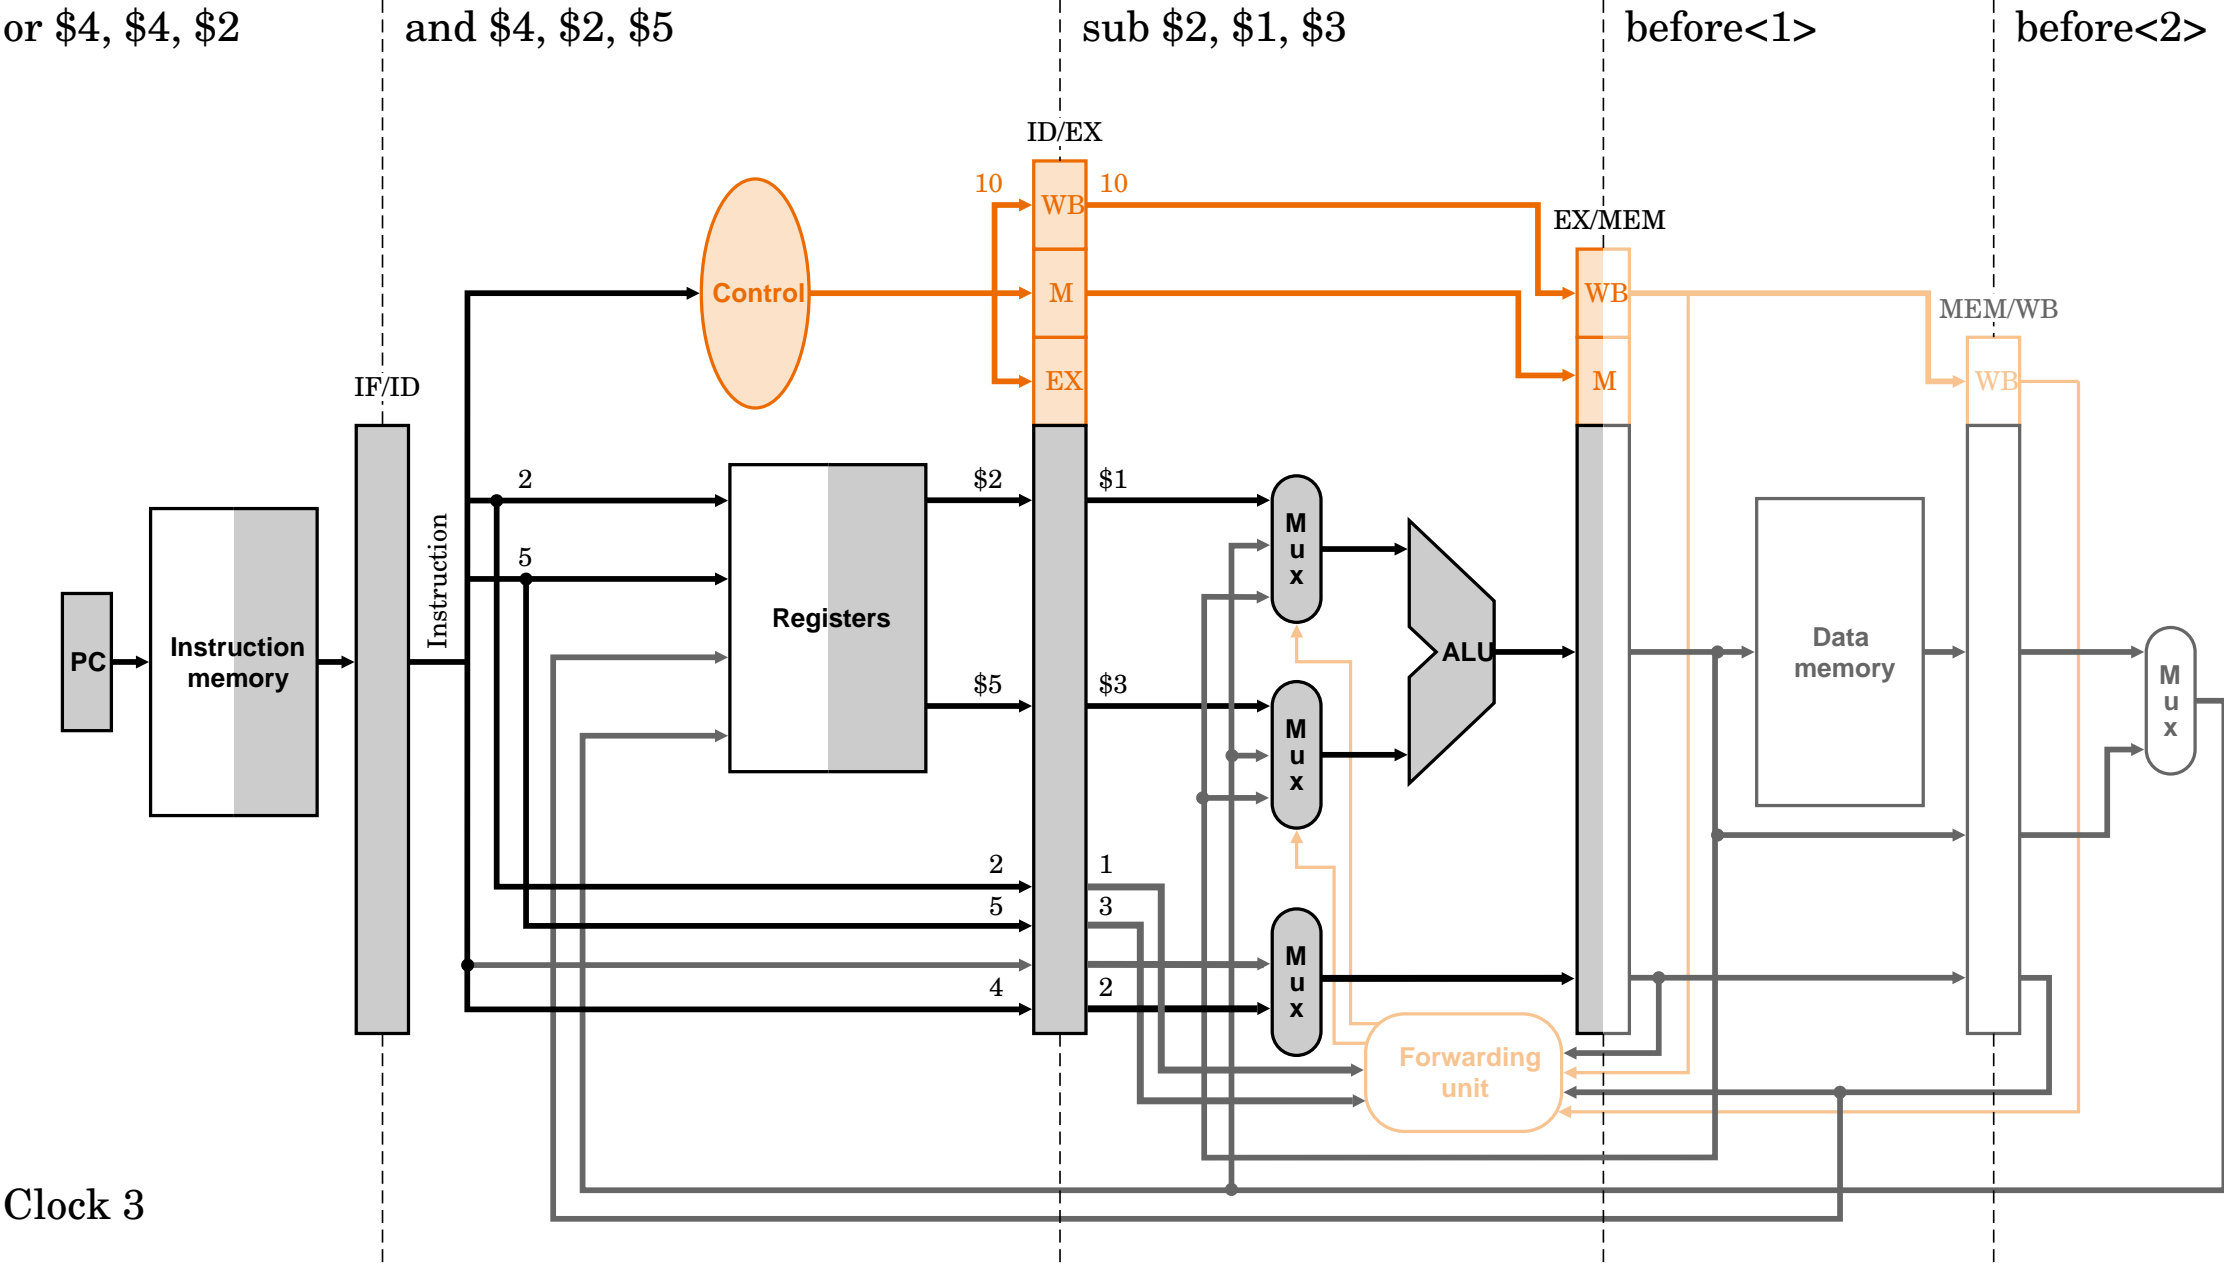 or $4, $4, $2
and $4, $2, $5
sub $2, $1, $3
before<1>
before<2>
ID/EX
10
10
WB
EX/MEM
Control
M
WB
MEM/WB
IF/ID
EX
M
WB
2
$2
$1
M
u
x
Instruction
5
Registers
PC
Instruction
memory
ALU
Data
memory
M
u
x
$5
$3
M
u
x
2
1
5
3
M
u
x
4
2
Forwarding
unit
Clock 3